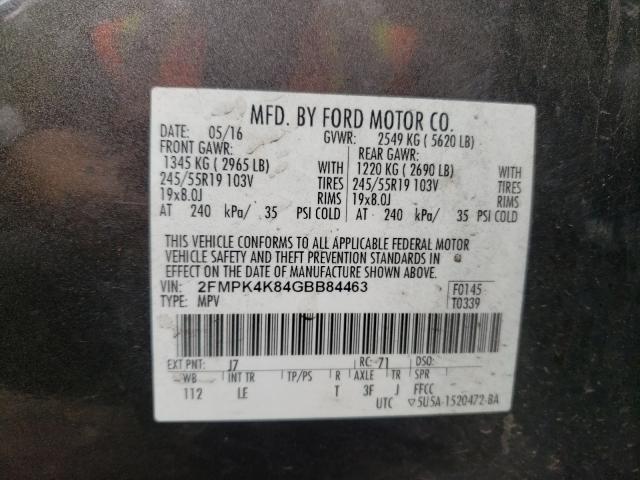 MFD. BY FORD MOTOR CO.
DATE: 05/16 GVWR: 2549 KG ( 5620 LB)
FRONT GAWR: REAR GAWR:
1345 KG ( 2965 LB) WITH 1220 KG ( 2690 LB) WITH
245/55R19 103V TIRES 245/55R19 103V TIRES
19x8.0J RIMS 19x8.0J RIMS
AT 240 kPa/ 35 PSI COLD AT 240 kPa/ 35 PSI COLD
THIS VEHICLE CONFORMS TO ALL APPLICABLE FEDERAL MOTOR
VEHICLE SAFETY AND THEFT PREVENTION STANDARDS IN
EFFECT ON THE DATE OF MANUFACTURE SHOWN ABOVE.
VIN: 2FMPK4K84GBB84463 F0145
TYPE: MPV T0339
EXT PNT: J7 RC: 71 DSO:
WB INT TR TP/PS R AXLE TR SPR
112 LE T 3F J FFCC
UTC ▽5U5A-1520472-BA